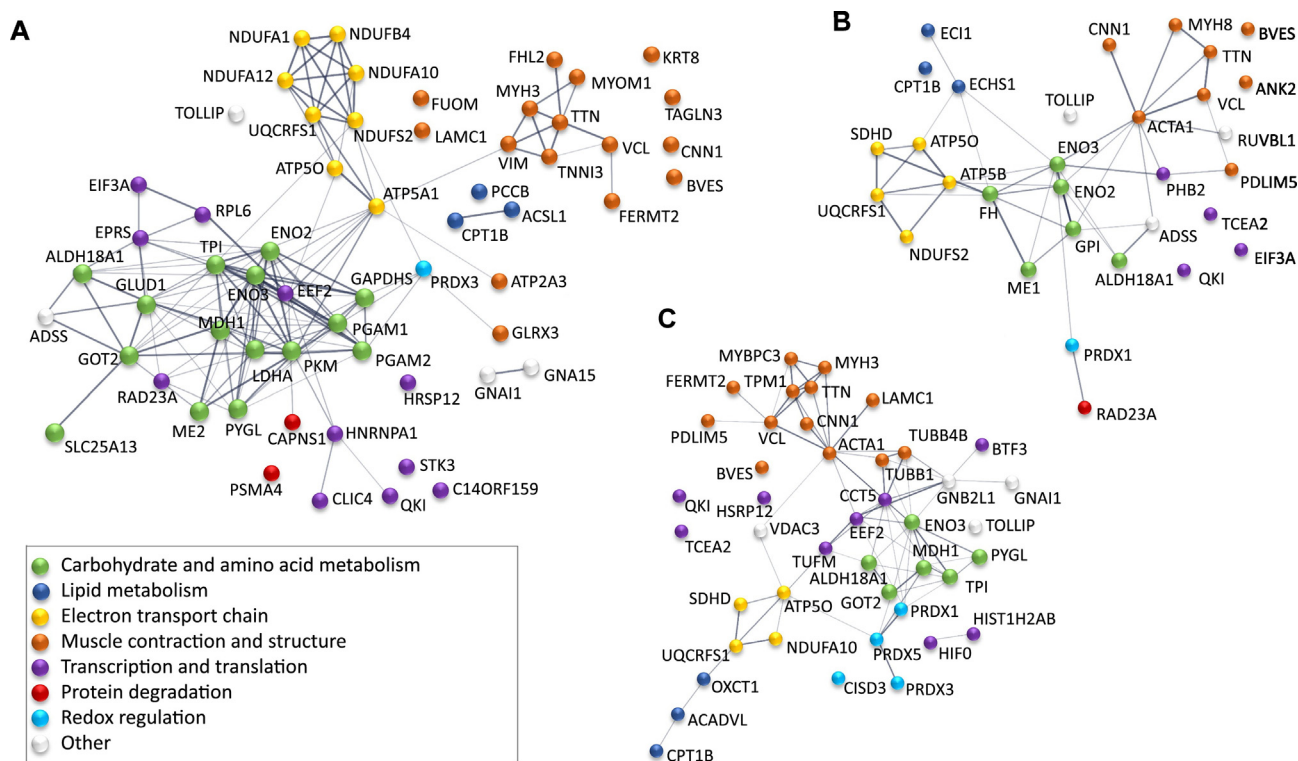 A
NDUFA1
NDUFB4
NDUFA12
NDUFA10
TOLLIP
UQCRFS1
NDUFS2
FUOM
LAMC1
FHL2
MYOM1
MYH3
TTN
VIM
TNNI3
VCL
FERMT2
KRT8
TAGLN3
CNN1
BVES
ATP5O
ATP5A1
PCCB
ACSL1
CPT1B
EIF3A
RPL6
EPRS
ALDH18A1
TPI
ENO2
GLUD1
ENO3
EEF2
GAPDHS
PRDX3
ATP2A3
ADSS
MDH1
PGAM1
GLRX3
GOT2
LDHA
PKM
PGAM2
GNAI1
GNA15
RAD23A
HRSP12
ME2
PYGL
CAPNS1
HNRNPA1
SLC25A13
PSMA4
STK3
CLIC4
QKI
C14ORF159
B
ECI1
CPT1B
ECHS1
CNN1
MYH8
BVES
TTN
ANK2
TOLLIP
VCL
SDHD
ATP5O
ACTA1
RUVBL1
ENO3
ATP5B
ENO2
PHB2
PDLIM5
UQCRFS1
FH
TCEA2
NDUFS2
GPI
ADSS
EIF3A
ME1
ALDH18A1
QKI
PRDX1
RAD23A
C
MYBPC3
MYH3
FERMT2
TPM1
TTN
LAMC1
PDLIM5
VCL
CNN1
ACTA1
TUBB4B
BTF3
BVES
TUBB1
QKI
HSRP12
CCT5
GNB2L1
GNAI1
TCEA2
VDAC3
EEF2
ENO3
TOLLIP
TUFM
MDH1
PYGL
ALDH18A1
TPI
SDHD
ATP5O
GOT2
PRDX1
HIST1H2AB
UQCRFS1
NDUFA10
PRDX5
HIF0
OXCT1
CISD3
PRDX3
ACADVL
CPT1B
Carbohydrate and amino acid metabolism
Lipid metabolism
Electron transport chain
Muscle contraction and structure
Transcription and translation
Protein degradation
Redox regulation
Other